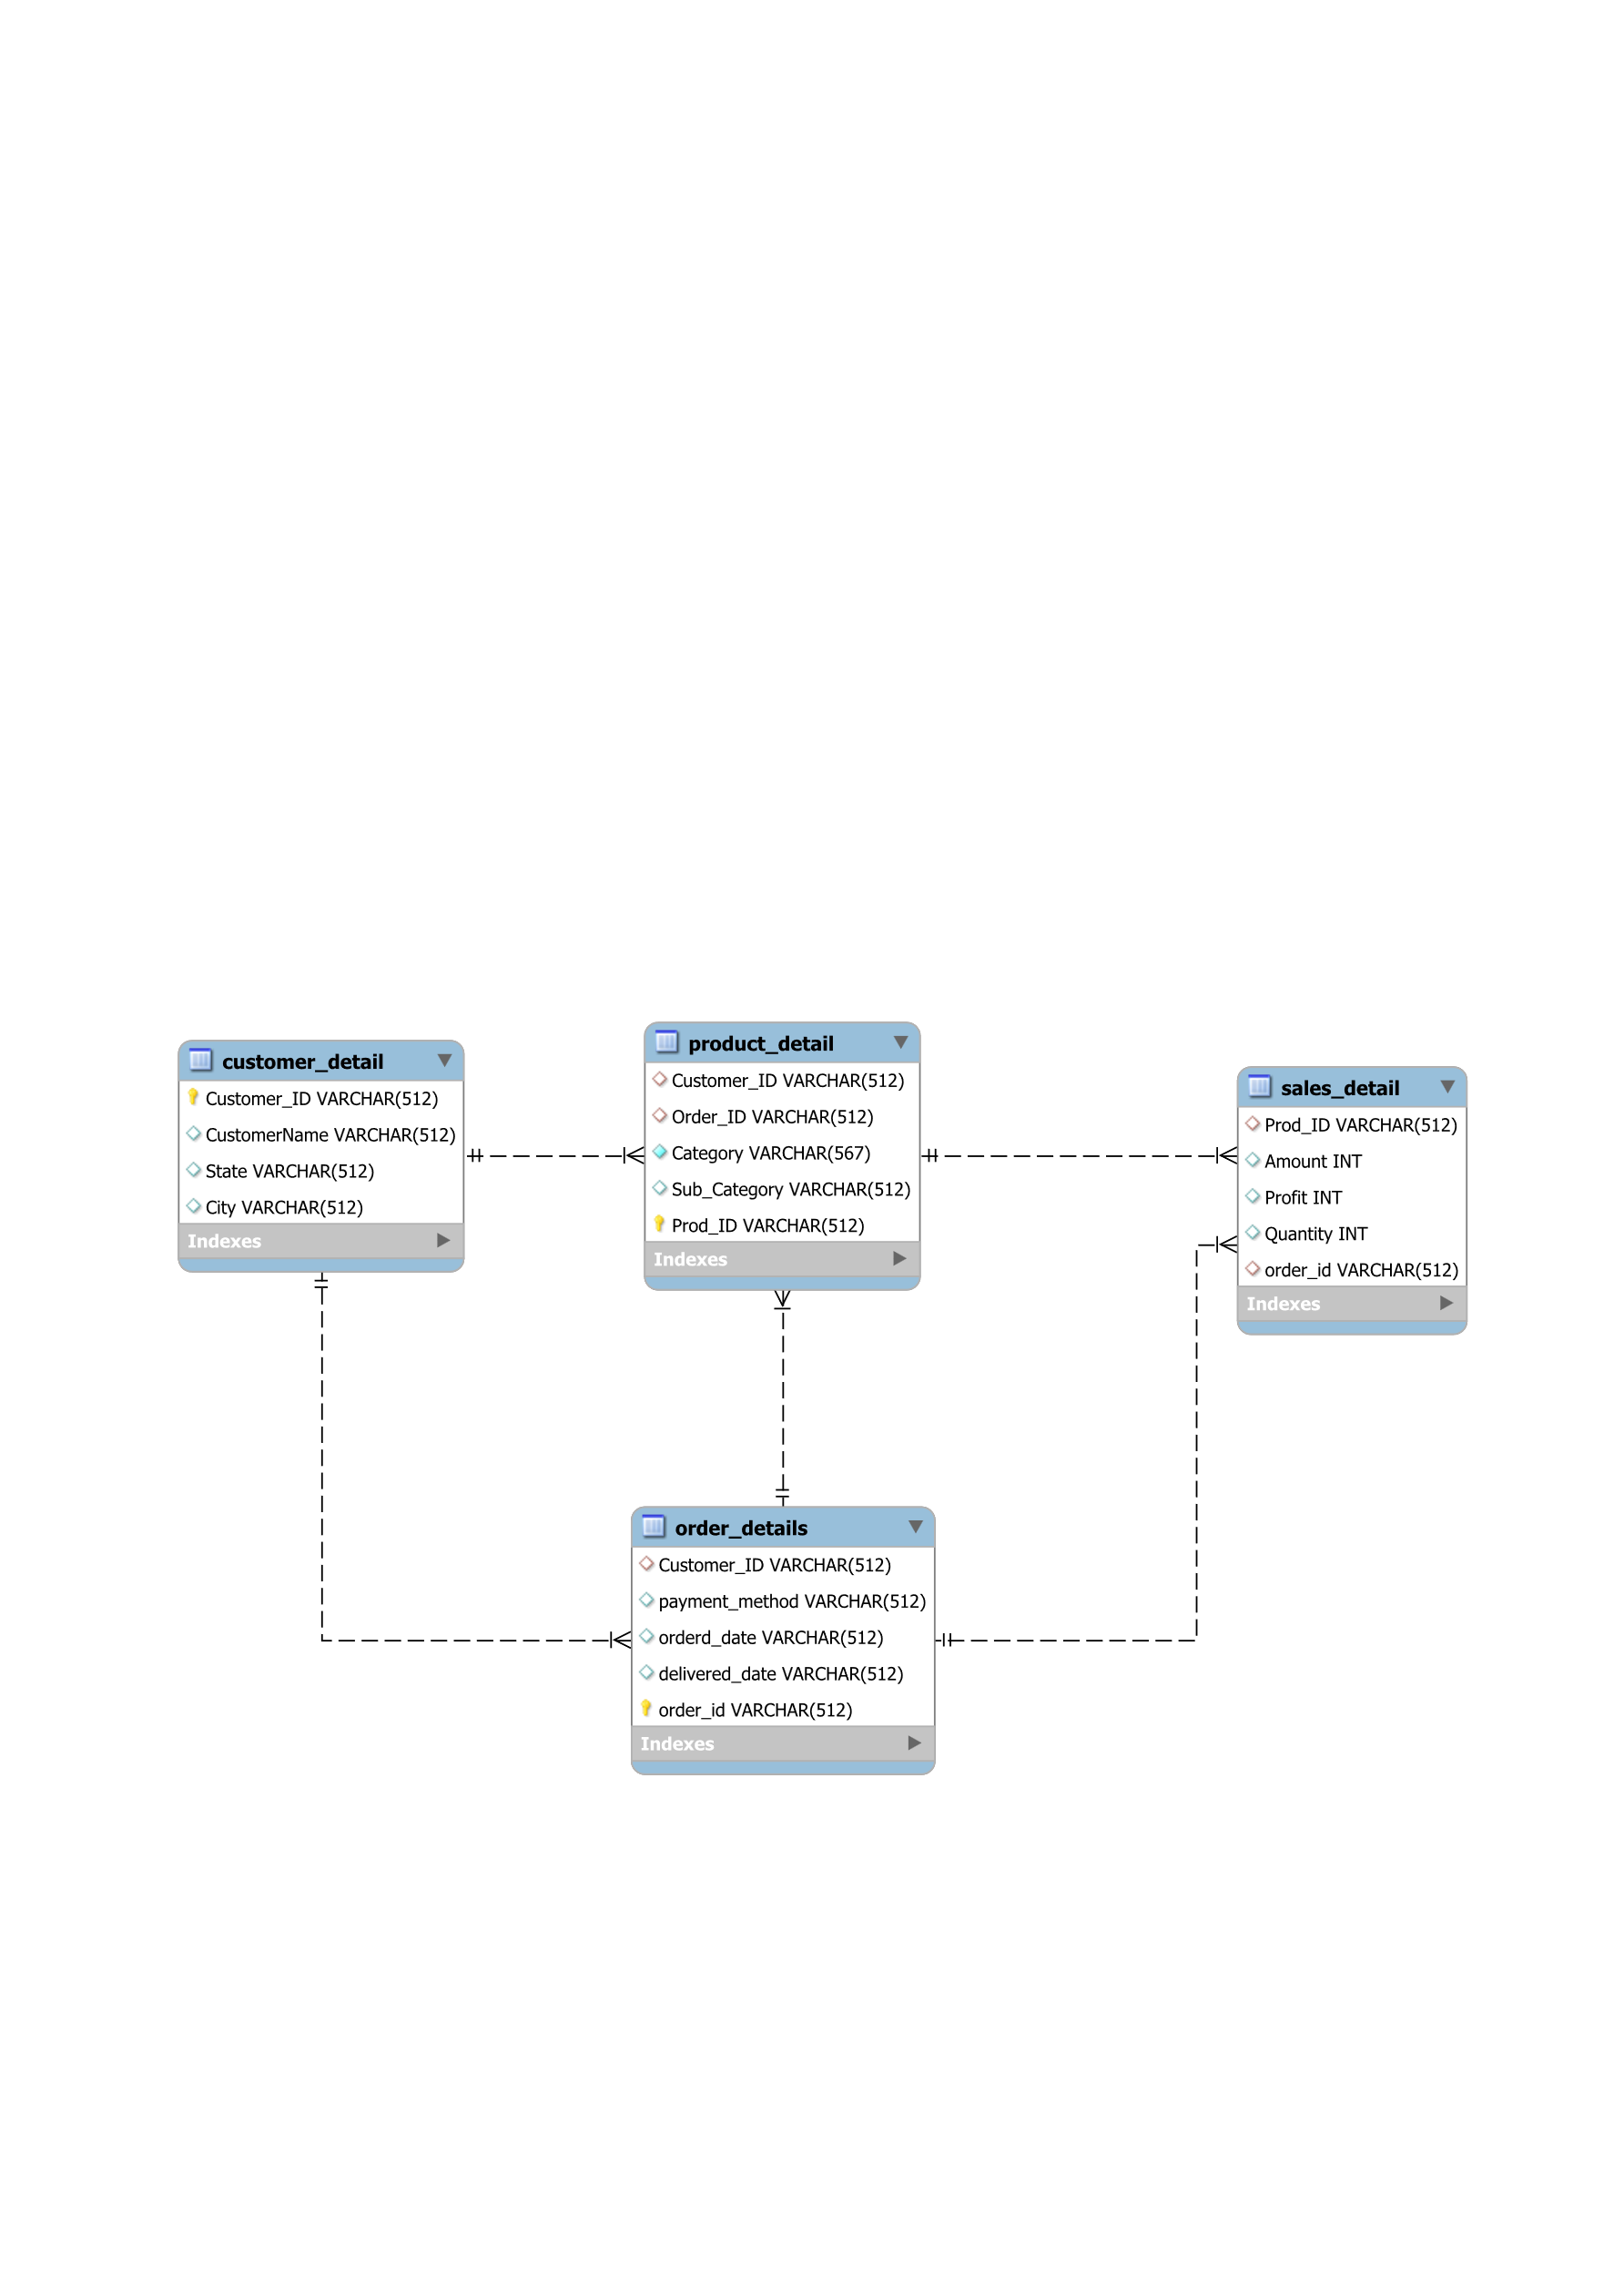 customer_detail
Customer_ID VARCHAR(512)
CustomerName VARCHAR(512)
State VARCHAR(512)
City VARCHAR(512)
Indexes
product_detail
Customer_ID VARCHAR(512)
Order_ID VARCHAR(512)
Category VARCHAR(567)
Sub_Category VARCHAR(512)
Prod_ID VARCHAR(512)
Indexes
sales_detail
Prod_ID VARCHAR(512)
Amount INT
Profit INT
Quantity INT
order_id VARCHAR(512)
Indexes
order_details
Customer_ID VARCHAR(512)
payment_method VARCHAR(512)
orderd_date VARCHAR(512)
delivered_date VARCHAR(512)
order_id VARCHAR(512)
Indexes